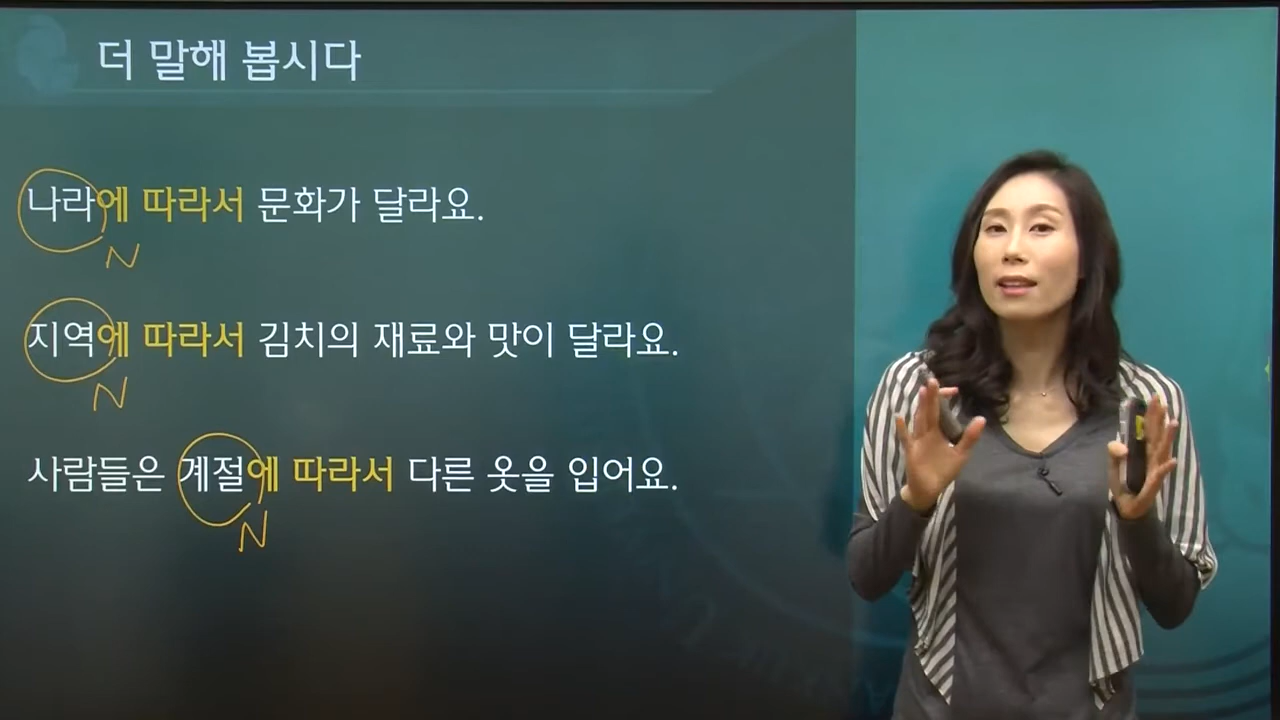 더 말해 봅시다
나라에 따라서 문화가 달라요.
N
지역에 따라서 김치의 재료와 맛이 달라요.
N
사람들은 계절에 따라서 다른 옷을 입어요.
N